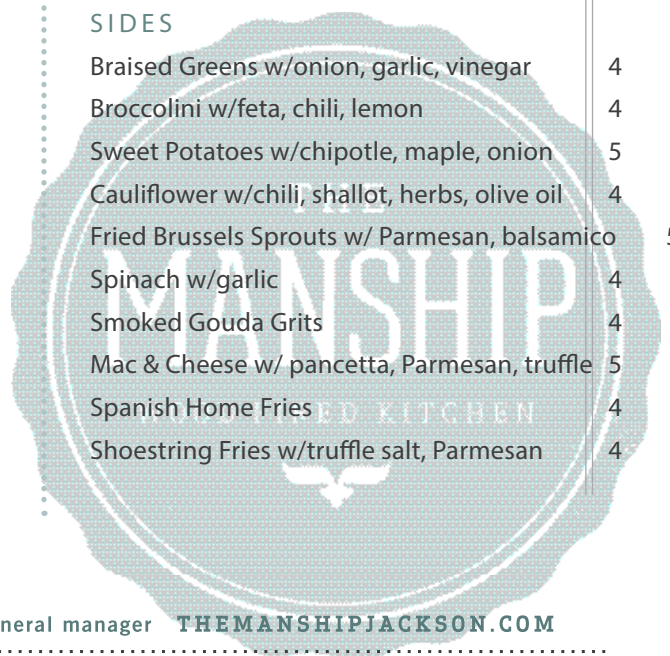 SIDES
Braised Greens w/onion, garlic, vinegar 4
Broccolini w/feta, chili, lemon 4
Sweet Potatoes w/chipotle, maple, onion 5
Cauliflower w/chili, shallot, herbs, olive oil 4
THE
Fried Brussels Sprouts w/ Parmesan, balsamico 5
Spinach w/garlic 4
MANSHIP
Smoked Gouda Grits 4
Mac & Cheese w/ pancetta, Parmesan, truffle 5
Spanish Home Fries 4
KITCHEN
Shoestring Fries w/truffle salt, Parmesan 4
neral manager THEMANSHIPJACKSON.COM